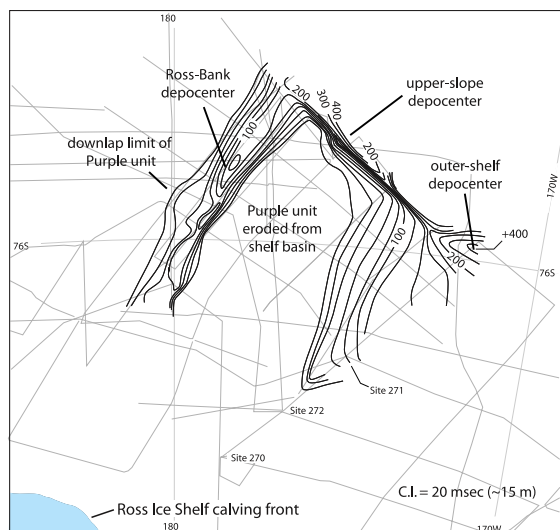 180
Ross-Bank
depocenter
200
300
400
upper-slope
depocenter
100
downlap limit of
Purple unit
200
outer-shelf
depocenter
170W
Purple unit
eroded from
shelf basin
+400
76S
100
200
76S
Site 271
Site 272
Site 270
C.I. = 20 msec (~15 m)
Ross Ice Shelf calving front
180
170W